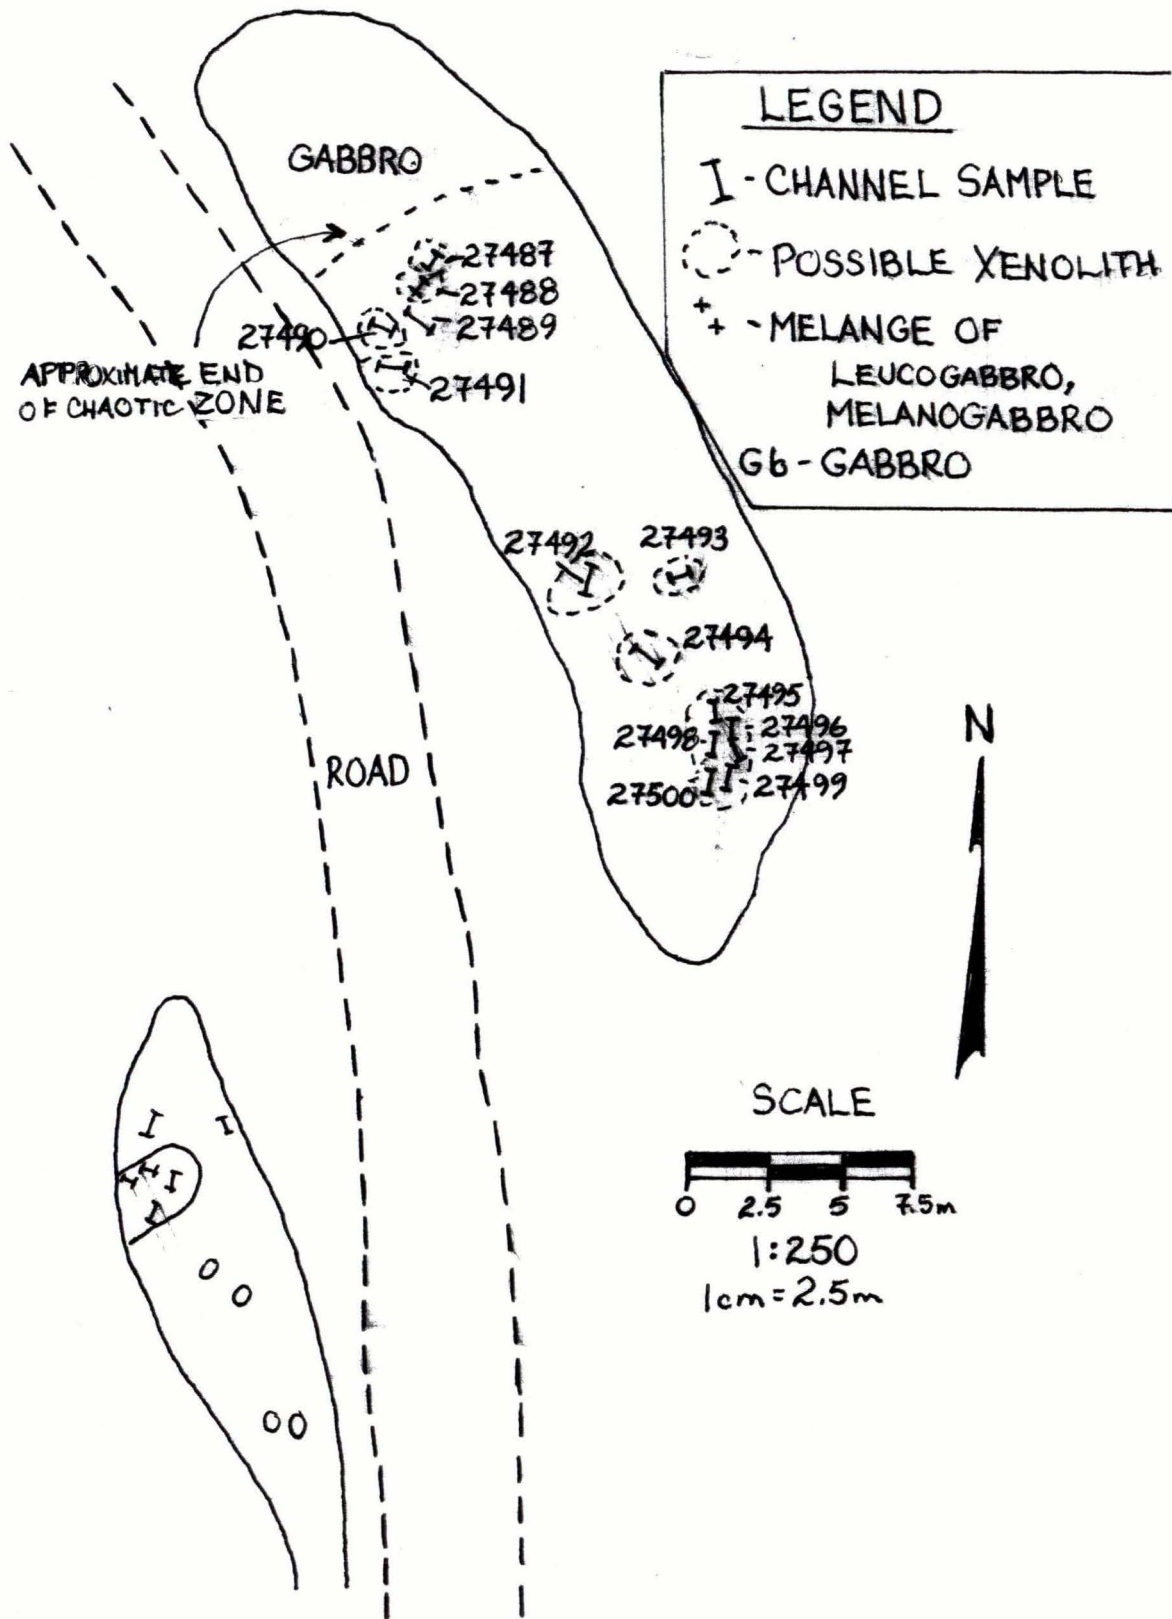 LEGEND
I - CHANNEL SAMPLE
- POSSIBLE XENOLITH
+ + - MELANGE OF
LEUCOGABBRO,
MELANOGABBRO
Gb - GABBRO
GABBRO
27487
27488
27489
27490
27491
APPROXIMATE END
OF CHAOTIC ZONE
27492
27493
27494
27495
27496
27498
27497
27500
27499
ROAD
N
SCALE
0 2.5 5 7.5m
1:250
1cm = 2.5m